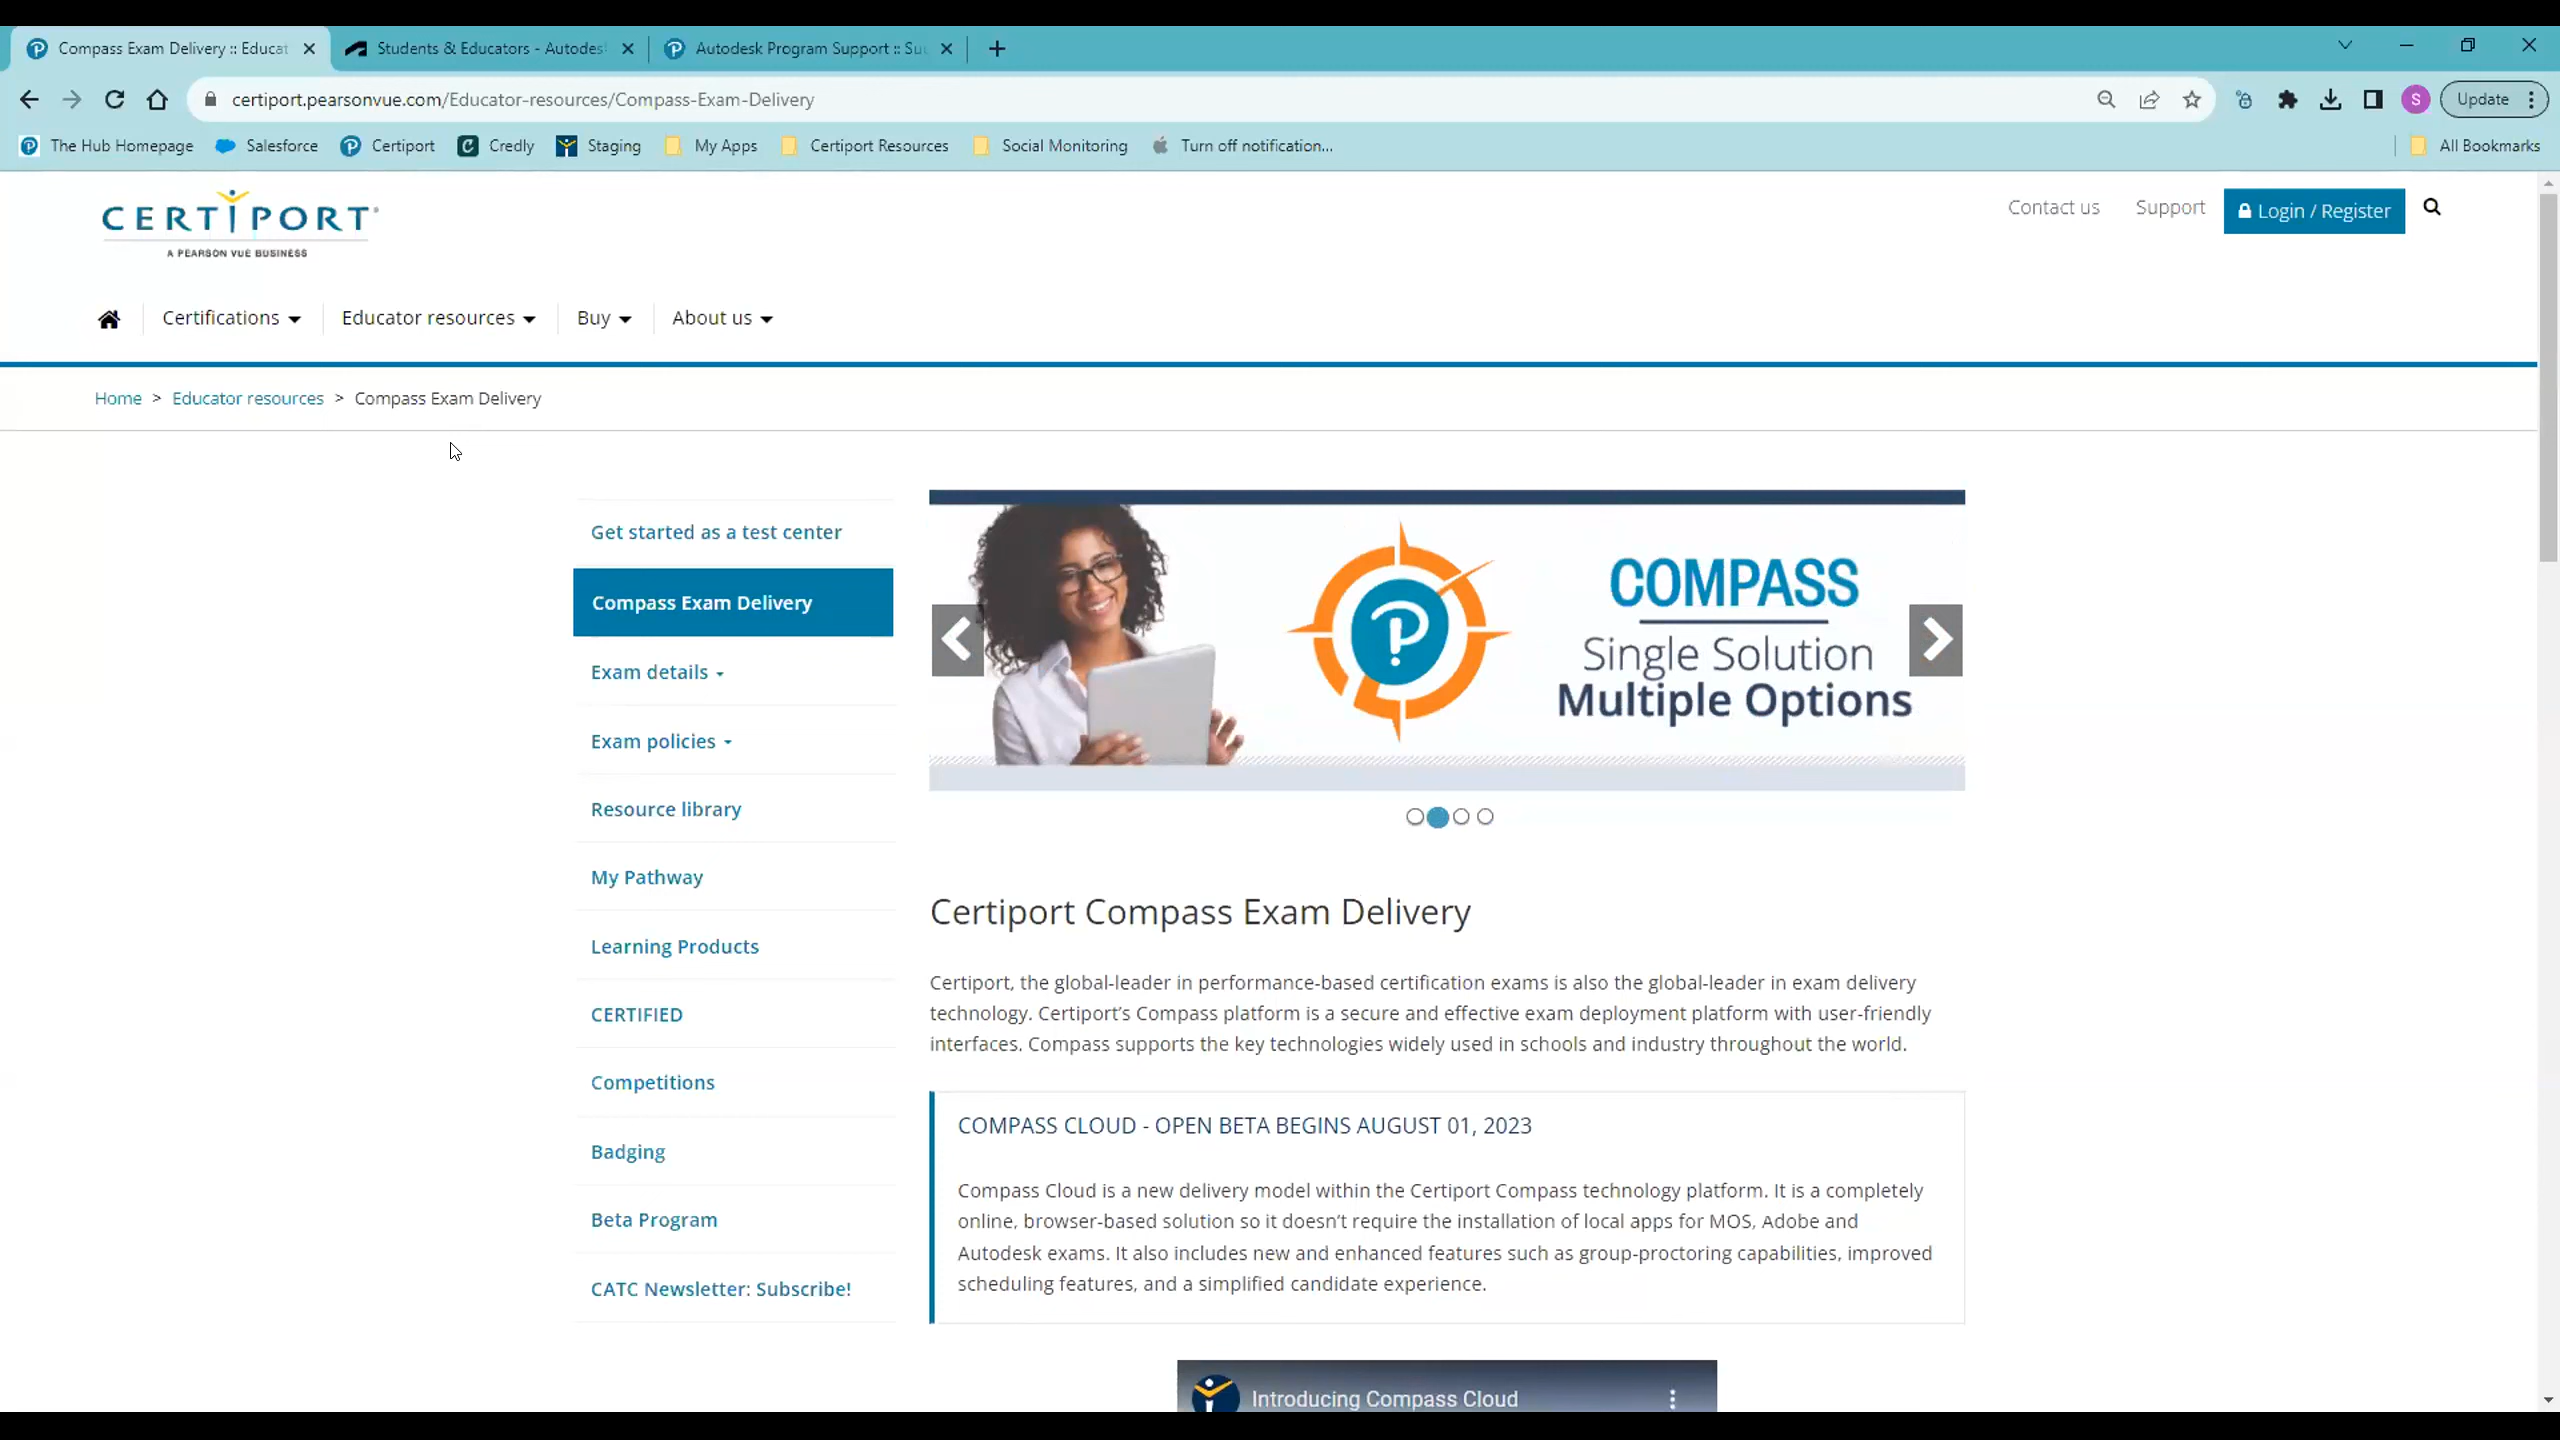 Compass Exam Delivery :: Educat
Students & Educators - Autodes
Autodesk Program Support :: Su
certiport.pearsonvue.com/Educator-resources/Compass-Exam-Delivery
S
Update
The Hub Homepage
Salesforce
Certiport
Credly
Staging
My Apps
Certiport Resources
Social Monitoring
Turn off notification...
All Bookmarks
CERTIPORT
A PEARSON VUE BUSINESS
Contact us
Support
Login / Register
Certifications
Educator resources
Buy
About us
Home > Educator resources > Compass Exam Delivery
Get started as a test center
Compass Exam Delivery
Exam details
Exam policies
Resource library
My Pathway
Learning Products
CERTIFIED
Competitions
Badging
Beta Program
CATC Newsletter: Subscribe!
COMPASS
Single Solution
Multiple Options
Certiport Compass Exam Delivery
Certiport, the global-leader in performance-based certification exams is also the global-leader in exam delivery
technology. Certiport's Compass platform is a secure and effective exam deployment platform with user-friendly
interfaces. Compass supports the key technologies widely used in schools and industry throughout the world.
COMPASS CLOUD - OPEN BETA BEGINS AUGUST 01, 2023
Compass Cloud is a new delivery model within the Certiport Compass technology platform. It is a completely
online, browser-based solution so it doesn't require the installation of local apps for MOS, Adobe and
Autodesk exams. It also includes new and enhanced features such as group-proctoring capabilities, improved
scheduling features, and a simplified candidate experience.
Introducing Compass Cloud